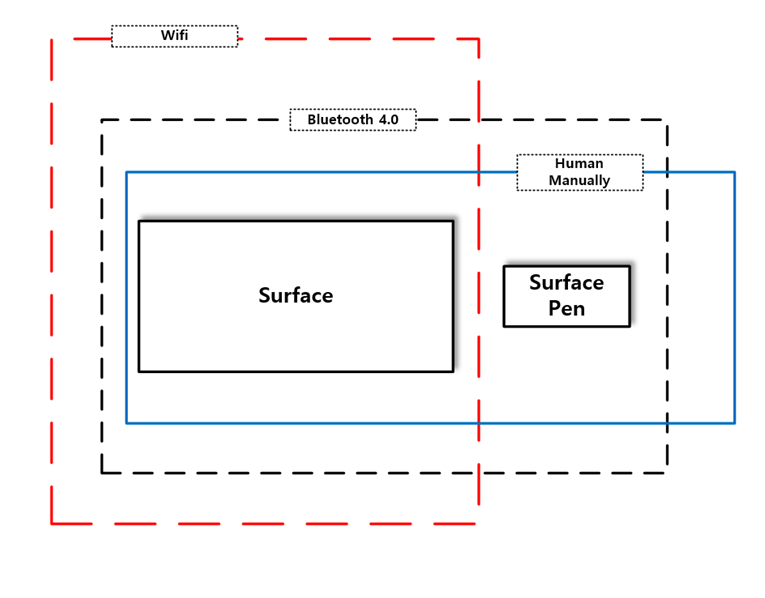 Wifi
Bluetooth 4.0
Human
Manually
Surface
Surface
Pen